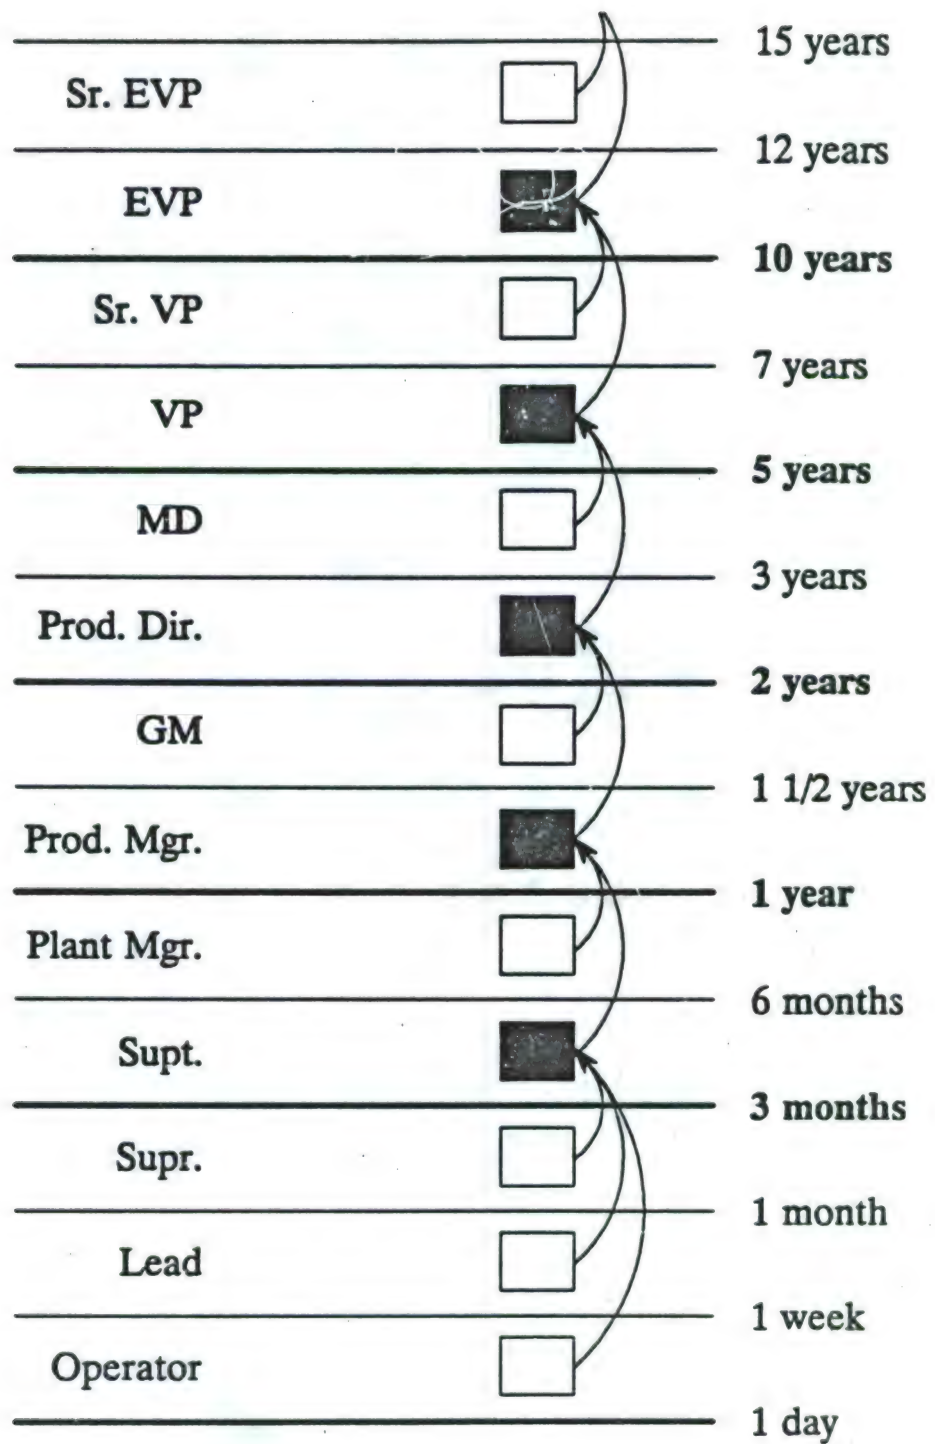 15 years
Sr. EVP
12 years
EVP
10 years
Sr. VP
7 years
VP
5 years
MD
3 years
Prod. Dir.
2 years
GM
1 1/2 years
Prod. Mgr.
1 year
Plant Mgr.
6 months
Supt.
3 months
Supr.
1 month
Lead
1 week
Operator
1 day